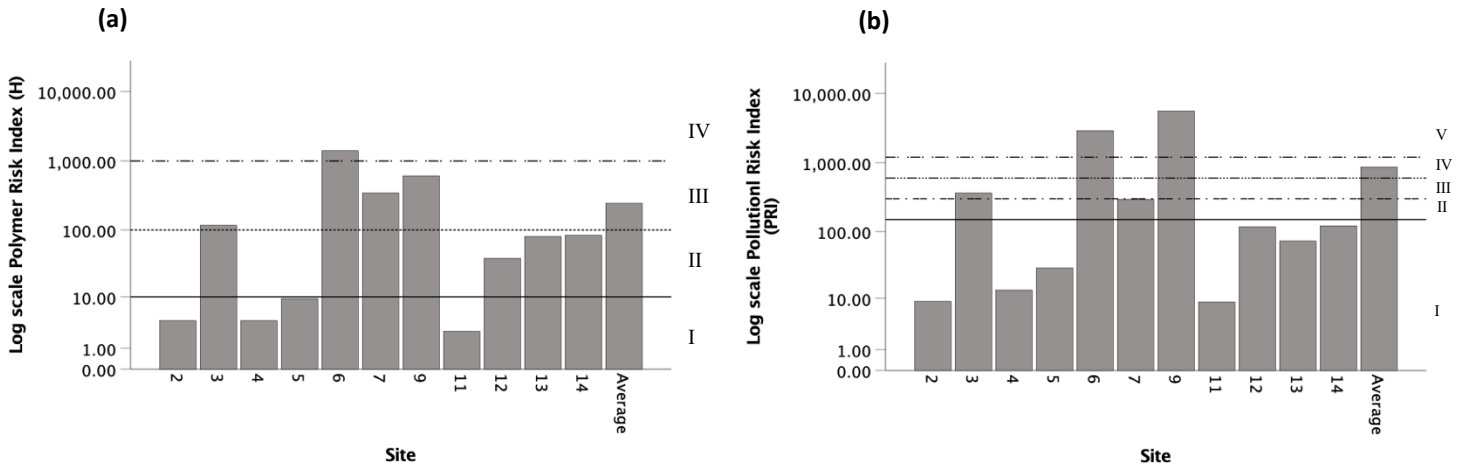 (a)
Log scale Polymer Risk Index (H)
10,000.00
1,000.00
100.00
10.00
1.00
0.00
IV
III
II
I
2 3 4 5 6 7 9 11 12 13 14 Average
Site
(b)
Log scale Pollutionl Risk Index
(PRI)
10,000.00
1,000.00
100.00
10.00
1.00
0.00
V
IV
III
II
I
2 3 4 5 6 7 9 11 12 13 14 Average
Site